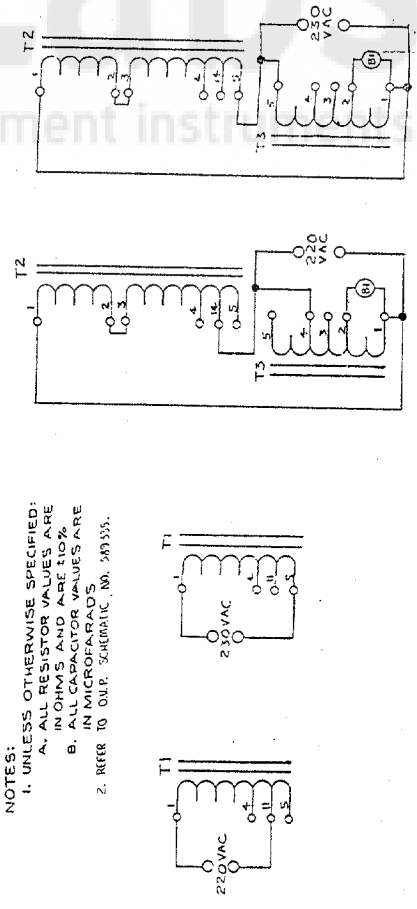 NOTES:
1. UNLESS OTHERWISE SPECIFIED:
A. ALL RESISTOR VALUES ARE
IN OHMS AND ARE ±10%
B. ALL CAPACITOR VALUES ARE
IN MICROFARADS
2. REFER TO O.V.P. SCHEMATIC NO.
T1
1
220VAC
4
11
5
T1
1
230VAC
4
11
5
T2
1
2
3
4
14
5
220
VAC
T3
5
4
3
2
1
B1
T2
1
2
3
4
14
5
230
VAC
T3
5
4
3
2
1
B1
ment instruments